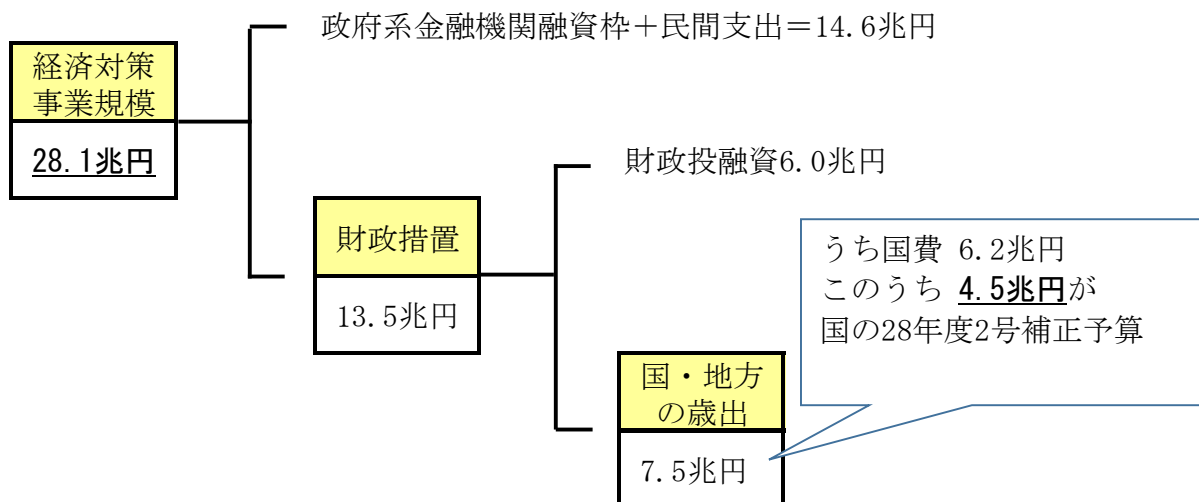 政府系金融機関融資枠＋民間支出＝14.6兆円
経済対策
事業規模
28.1兆円
財政投融資6.0兆円
財政措置
13.5兆円
うち国費 6.2兆円
このうち 4.5兆円が
国の28年度2号補正予算
国・地方
の歳出
7.5兆円